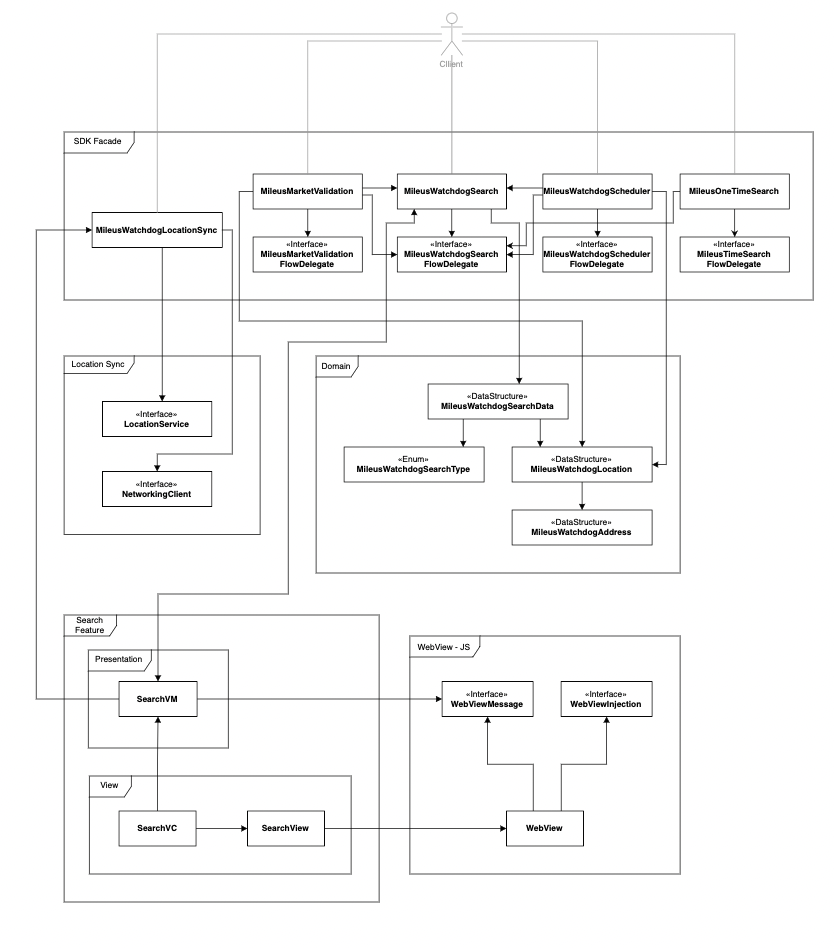 Client
SDK Facade
MileusMarketValidation
MileusWatchdogSearch
MileusWatchdogScheduler
MileusOneTimeSearch
MileusWatchdogLocationSync
«Interface»
MileusMarketValidation
FlowDelegate
«Interface»
MileusWatchdogSearch
FlowDelegate
«Interface»
MileusWatchdogScheduler
FlowDelegate
«Interface»
MileusTimeSearch
FlowDelegate
Location Sync
«Interface»
LocationService
«Interface»
NetworkingClient
Domain
«DataStructure»
MileusWatchdogSearchData
«Enum»
MileusWatchdogSearchType
«DataStructure»
MileusWatchdogLocation
«DataStructure»
MileusWatchdogAddress
Search
Feature
Presentation
SearchVM
View
SearchVC
SearchView
WebView - JS
«Interface»
WebViewMessage
«Interface»
WebViewInjection
WebView